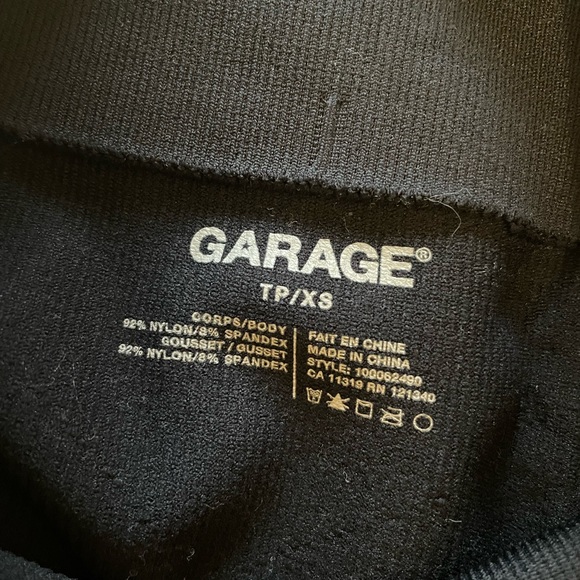 GARAGE®
TP/XS
CORPS/BODY
92% NYLON/8% SPANDEX
GOUSSET/GUSSET
92% NYLON/8% SPANDEX
FAIT EN CHINE
MADE IN CHINA
STYLE: 100062490
CA 11319 RN 121340